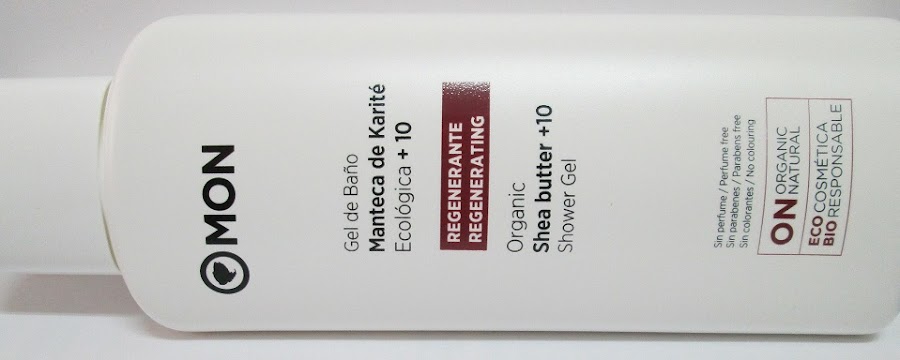 MON
Gel de Baño
Manteca de Karité
Ecológica + 10
REGENERANTE
REGENERATING
Organic
Shea butter +10
Shower Gel
Sin perfume / Perfume free
Sin parabenes / Parabens free
Sin colorantes / No colouring
ON ORGANIC
NATURAL
ECO COSMÉTICA
BIO RESPONSABLE